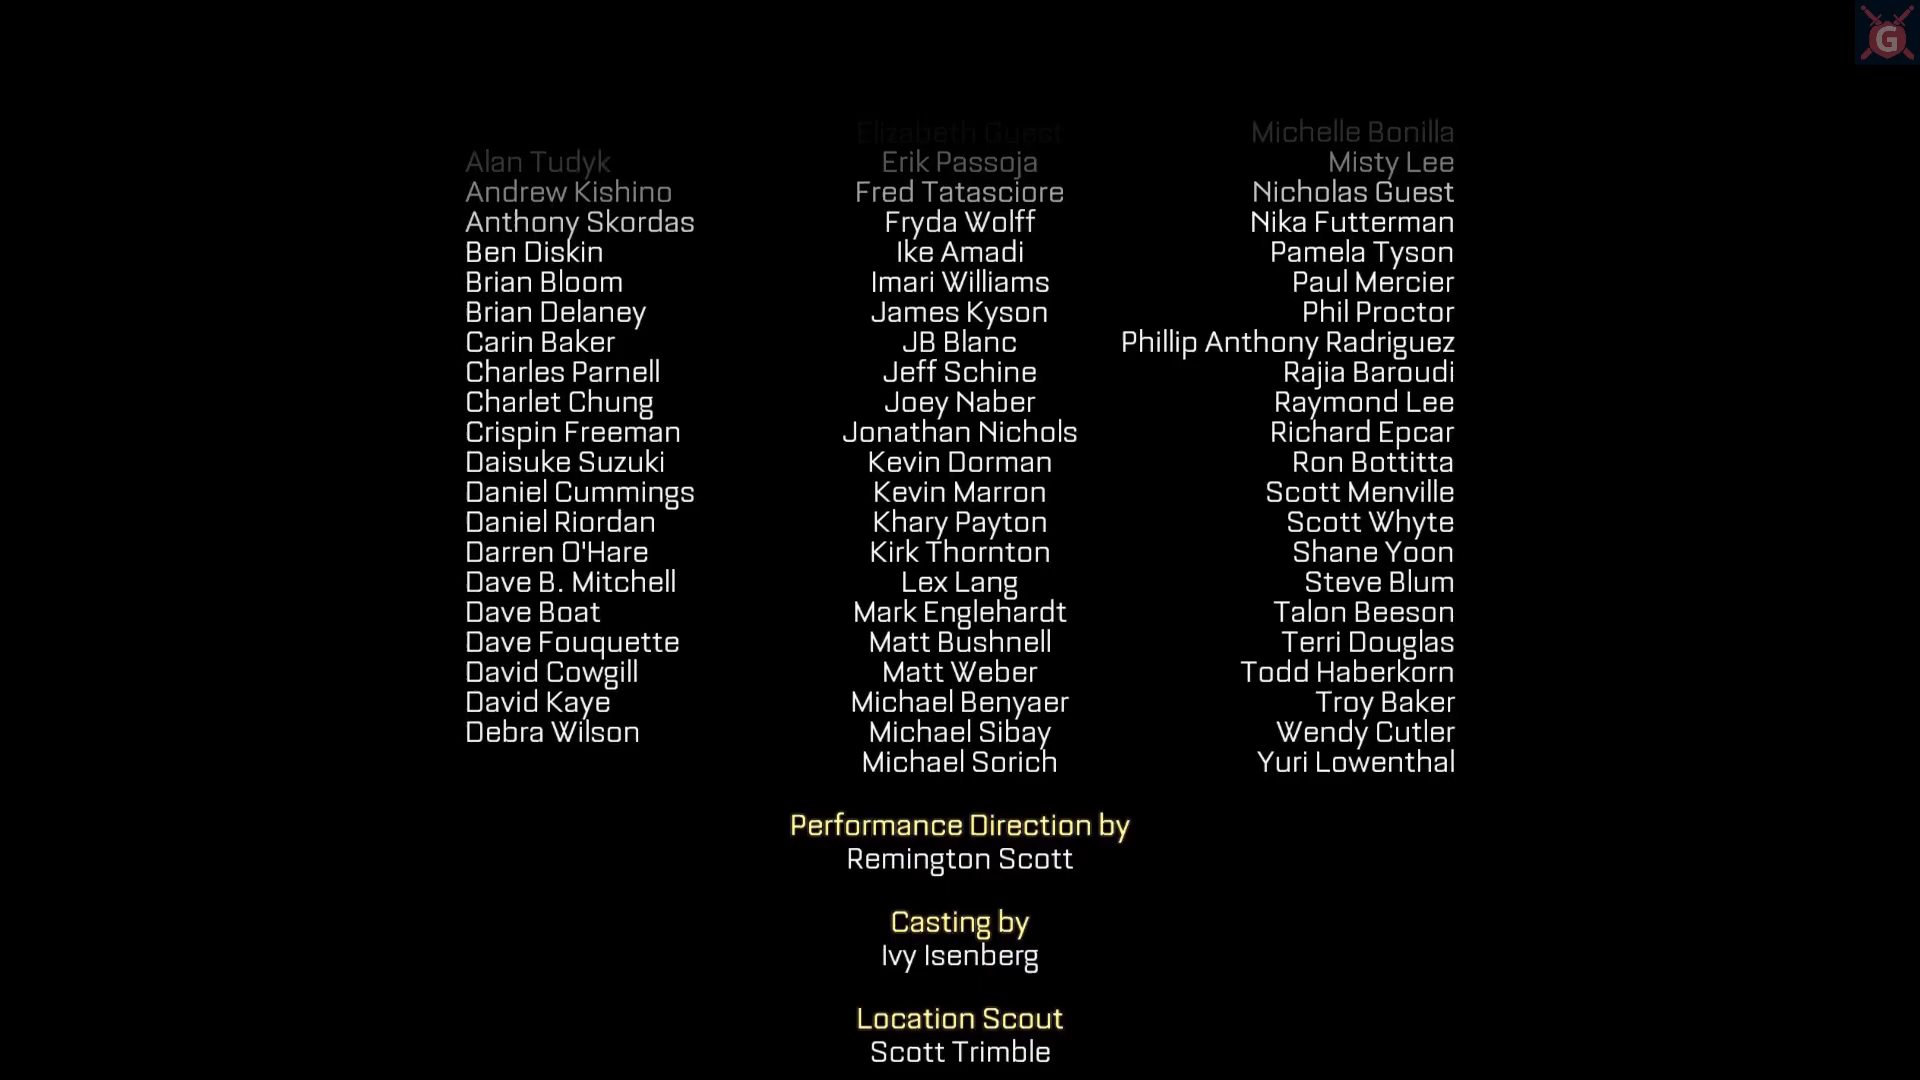 Elizabeth Guest
Michelle Bonilla
Alan Tudyk
Erik Passoja
Misty Lee
Andrew Kishino
Fred Tatasciore
Nicholas Guest
Anthony Skordas
Fryda Wolff
Nika Futterman
Ben Diskin
Ike Amadi
Pamela Tyson
Brian Bloom
Imari Williams
Paul Mercier
Brian Delaney
James Kyson
Phil Proctor
Carin Baker
JB Blanc
Phillip Anthony Radriguez
Charles Parnell
Jeff Schine
Rajia Baroudi
Charlet Chung
Joey Naber
Raymond Lee
Crispin Freeman
Jonathan Nichols
Richard Epcar
Daisuke Suzuki
Kevin Dorman
Ron Bottitta
Daniel Cummings
Kevin Marron
Scott Menville
Daniel Riordan
Khary Payton
Scott Whyte
Darren O'Hare
Kirk Thornton
Shane Yoon
Dave B. Mitchell
Lex Lang
Steve Blum
Dave Boat
Mark Englehardt
Talon Beeson
Dave Fouquette
Matt Bushnell
Terri Douglas
David Cowgill
Matt Weber
Todd Haberkorn
David Kaye
Michael Benyaer
Troy Baker
Debra Wilson
Michael Sibay
Wendy Cutler
Michael Sorich
Yuri Lowenthal
Performance Direction by
Remington Scott
Casting by
Ivy Isenberg
Location Scout
Scott Trimble
G